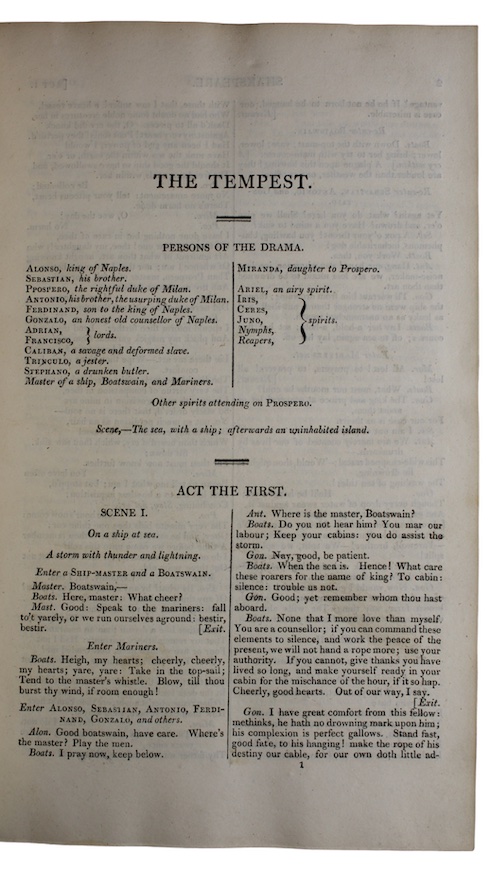 THE TEMPEST.
PERSONS OF THE DRAMA.
ALONSO, king of Naples.
SEBASTIAN, his brother.
PPOSPERO, the rightful duke of Milan.
ANTONIO, his brother, the usurping duke of Milan.
FERDINAND, son to the king of Naples.
GONZALO, an honest old counsellor of Naples.
ADRIAN,
FRANCISCO,
lords.
CALIBAN, a savage and deformed slave.
TRINCULO, a jester.
STEPHANO, a drunken butler.
Master of a ship, Boatswain, and Mariners.
MIRANDA, daughter to Prospero.
ARIEL, an airy spirit.
IRIS,
CERES,
JUNO,
Nymphs,
Reapers,
spirits.
Other spirits attending on PROSPERO.
Scene,—The sea, with a ship; afterwards an uninhabited island.
ACT THE FIRST.
SCENE I.
On a ship at sea.
A storm with thunder and lightning.
Enter a SHIP-MASTER and a BOATSWAIN.
Master. Boatswain,—
Boats. Here, master: What cheer?
Mast. Good: Speak to the mariners: fall
to't yarely, or we run ourselves aground: bestir,
bestir. [Exit.
Enter Mariners.
Boats. Heigh, my hearts; cheerly, cheerly,
my hearts; yare, yare: Take in the top-sail;
Tend to the master's whistle. Blow, till thou
burst thy wind, if room enough!
Enter ALONSO, SEBASTIAN, ANTONIO, FERDI-
NAND, GONZALO, and others.
Alon. Good boatswain, have care. Where's
the master? Play the men.
Boats. I pray now, keep below.
Ant. Where is the master, Boatswain?
Boats. Do you not hear him? You mar our
labour; Keep your cabins: you do assist the
storm.
Gon. Nay, good, be patient.
Boats. When the sea is. Hence! What care
these roarers for the name of king? To cabin:
silence: trouble us not.
Gon. Good; yet remember whom thou hast
aboard.
Boats. None that I more love than myself.
You are a counsellor; if you can command these
elements to silence, and work the peace of the
present, we will not hand a rope more; use your
authority. If you cannot, give thanks you have
lived so long, and make yourself ready in your
cabin for the mischance of the hour, if it so hap.
Cheerly, good hearts. Out of our way, I say.
[Exit.
Gon. I have great comfort from this fellow:
methinks, he hath no drowning mark upon him;
his complexion is perfect gallows. Stand fast,
good fate, to his hanging! make the rope of his
destiny our cable, for our own doth little ad-
1